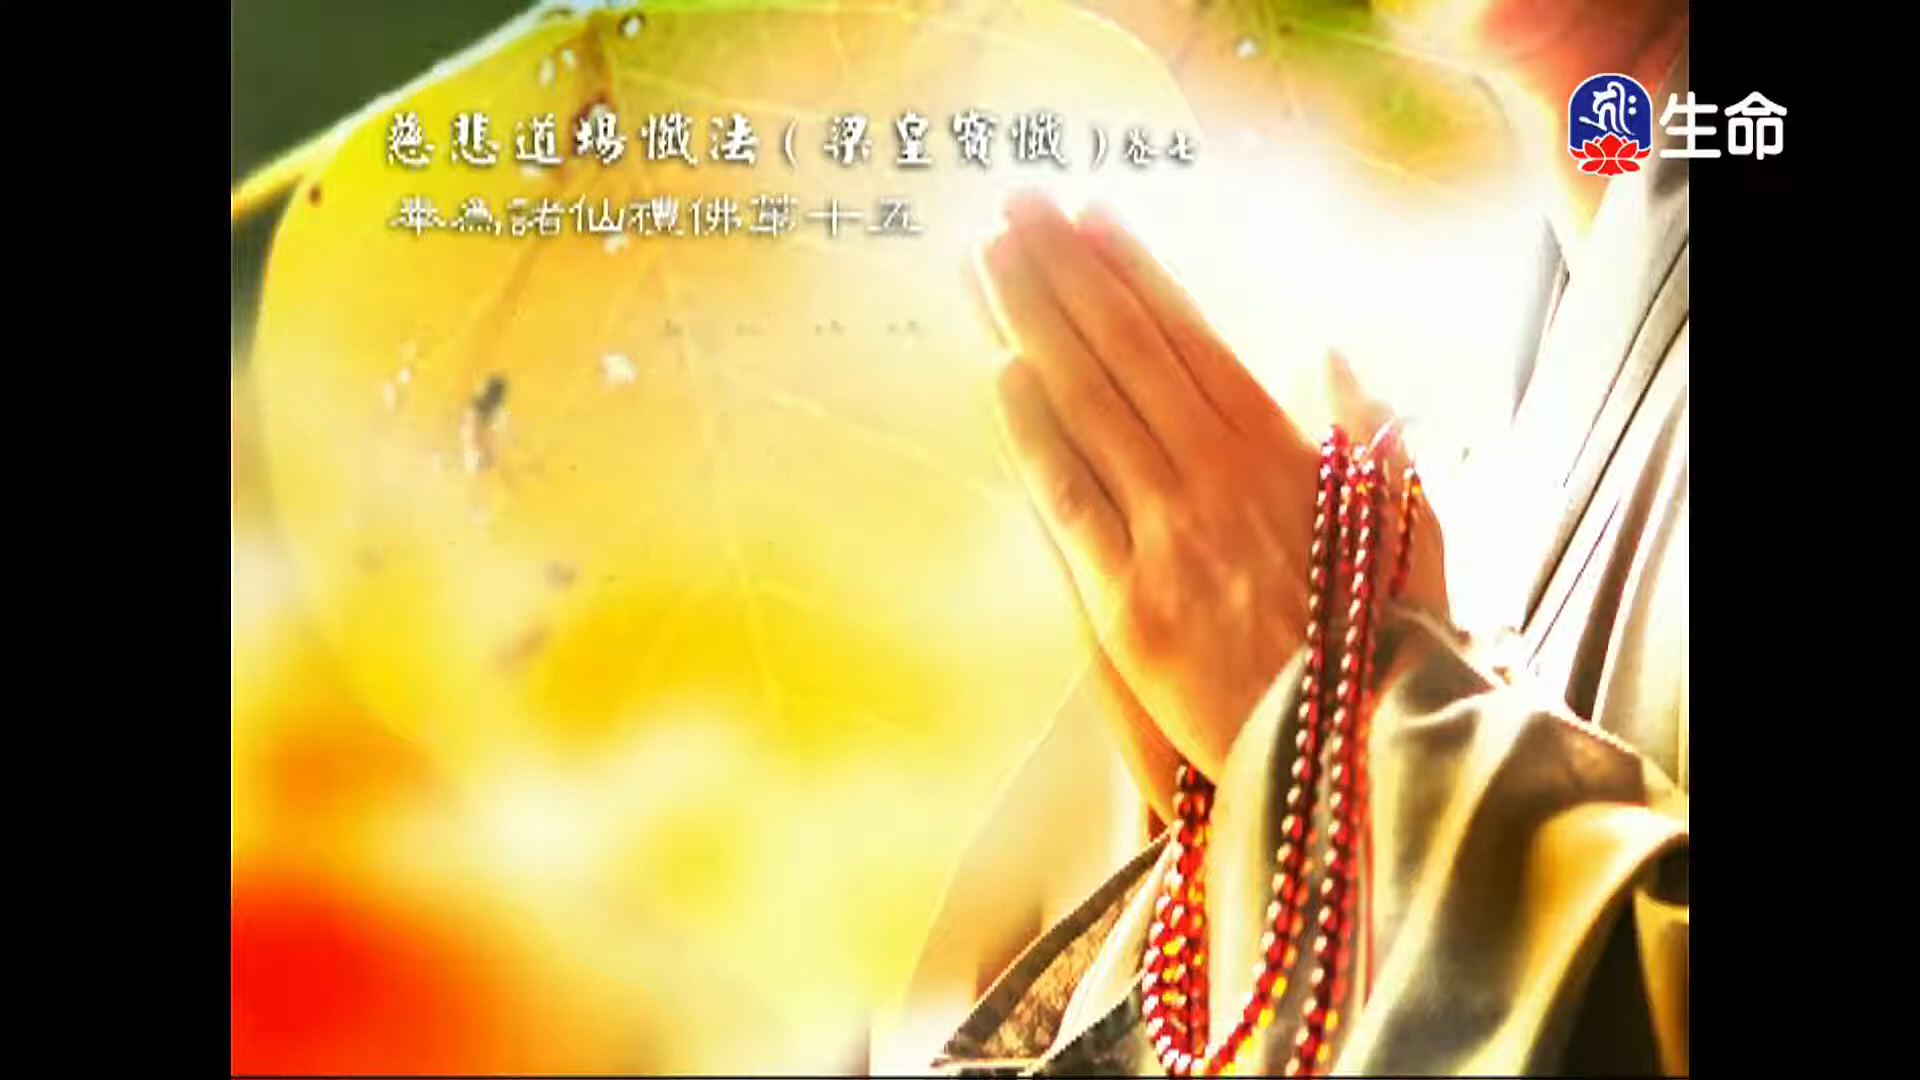 慈悲道場懺法(梁皇寶懺)卷七
奉為諸仙禮佛第十五
生命